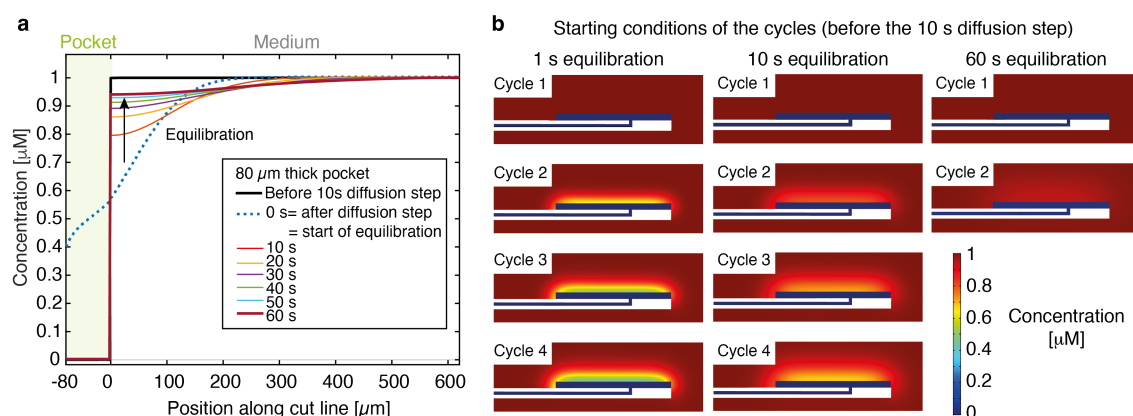 a
Pocket
Medium
Concentration [µM]
1
0.9
0.8
0.7
0.6
0.5
0.4
0.3
0.2
0.1
0
Equilibration
80 µm thick pocket
Before 10s diffusion step
0 s= after diffusion step
= start of equilibration
10 s
20 s
30 s
40 s
50 s
60 s
-80 0 100 200 300 400 500 600
Position along cut line [µm]
b
Starting conditions of the cycles (before the 10 s diffusion step)
1 s equilibration 10 s equilibration 60 s equilibration
Cycle 1 Cycle 1 Cycle 1
Cycle 2 Cycle 2 Cycle 2
Cycle 3 Cycle 3
Cycle 4 Cycle 4
1
0.8
0.6
0.4
0.2
0
Concentration
[µM]